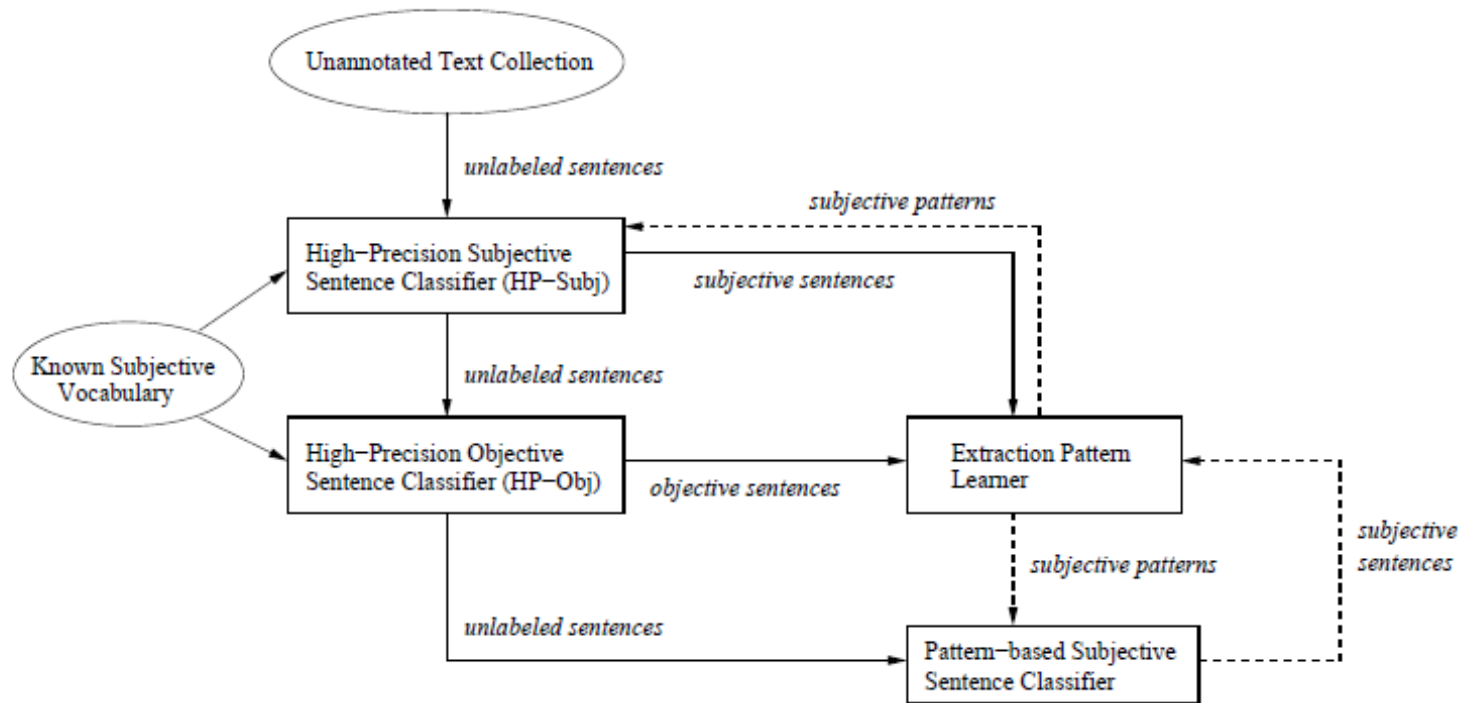 Unannotated Text Collection
unlabeled sentences
subjective patterns
High−Precision Subjective
Sentence Classifier (HP−Subj)
subjective sentences
Known Subjective
Vocabulary
unlabeled sentences
High−Precision Objective
Sentence Classifier (HP−Obj)
objective sentences
Extraction Pattern
Learner
subjective patterns
subjective
sentences
unlabeled sentences
Pattern−based Subjective
Sentence Classifier